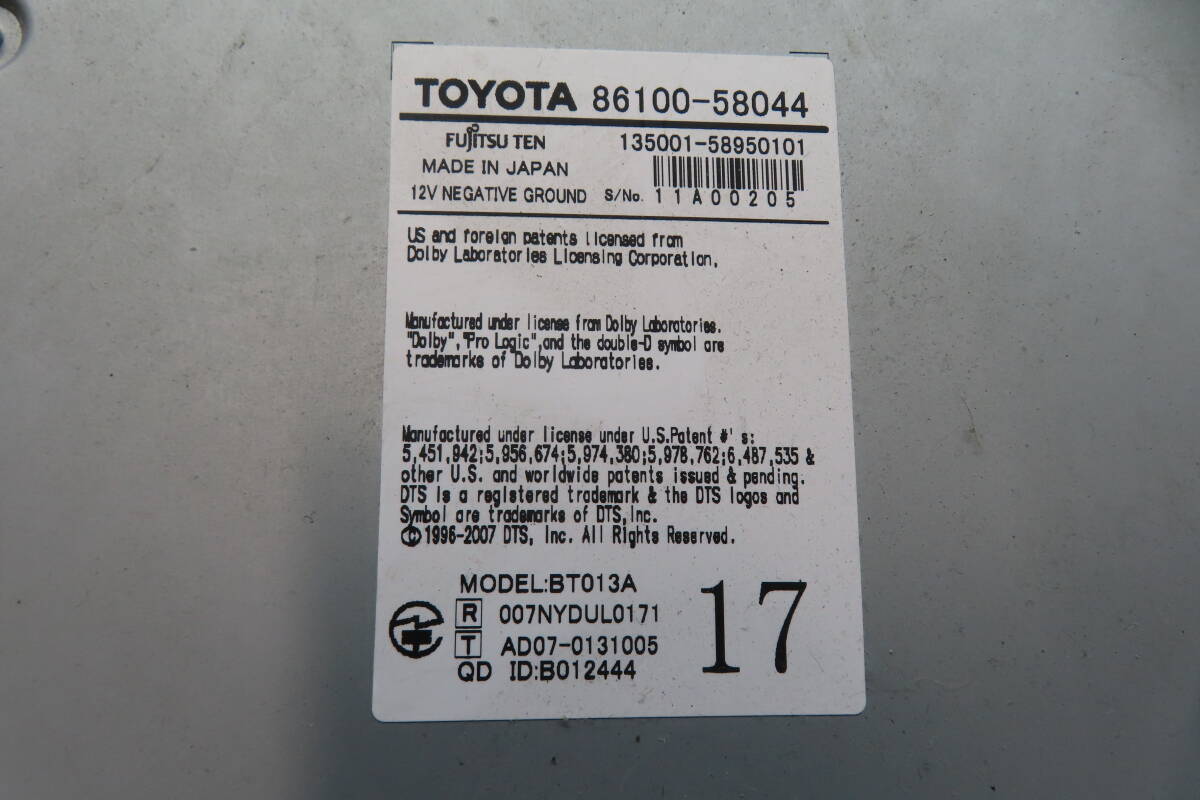 TOYOTA 86100-58044
FUJITSU TEN 135001-58950101
MADE IN JAPAN
12V NEGATIVE GROUND S/No. 11A00205
US and foreign patents licensed from
Dolby Laboratories Licensing Corporation.
Manufactured under license from Dolby Laboratories.
"Dolby","Pro Logic",and the double-D symbol are
trademarks of Dolby Laboratories.
Manufactured under license under U.S.Patent #'s:
5,451,942;5,956,674;5,974,380;5,978,762;6,487,535 &
other U.S. and worldwide patents issued & pending.
DTS is a registered trademark & the DTS logos and
Symbol are trademarks of DTS,Inc.
©1996-2007 DTS, Inc. All Rights Reserved.
MODEL:BT013A
R 007NYDUL0171
T AD07-0131005
QD ID:B012444
17